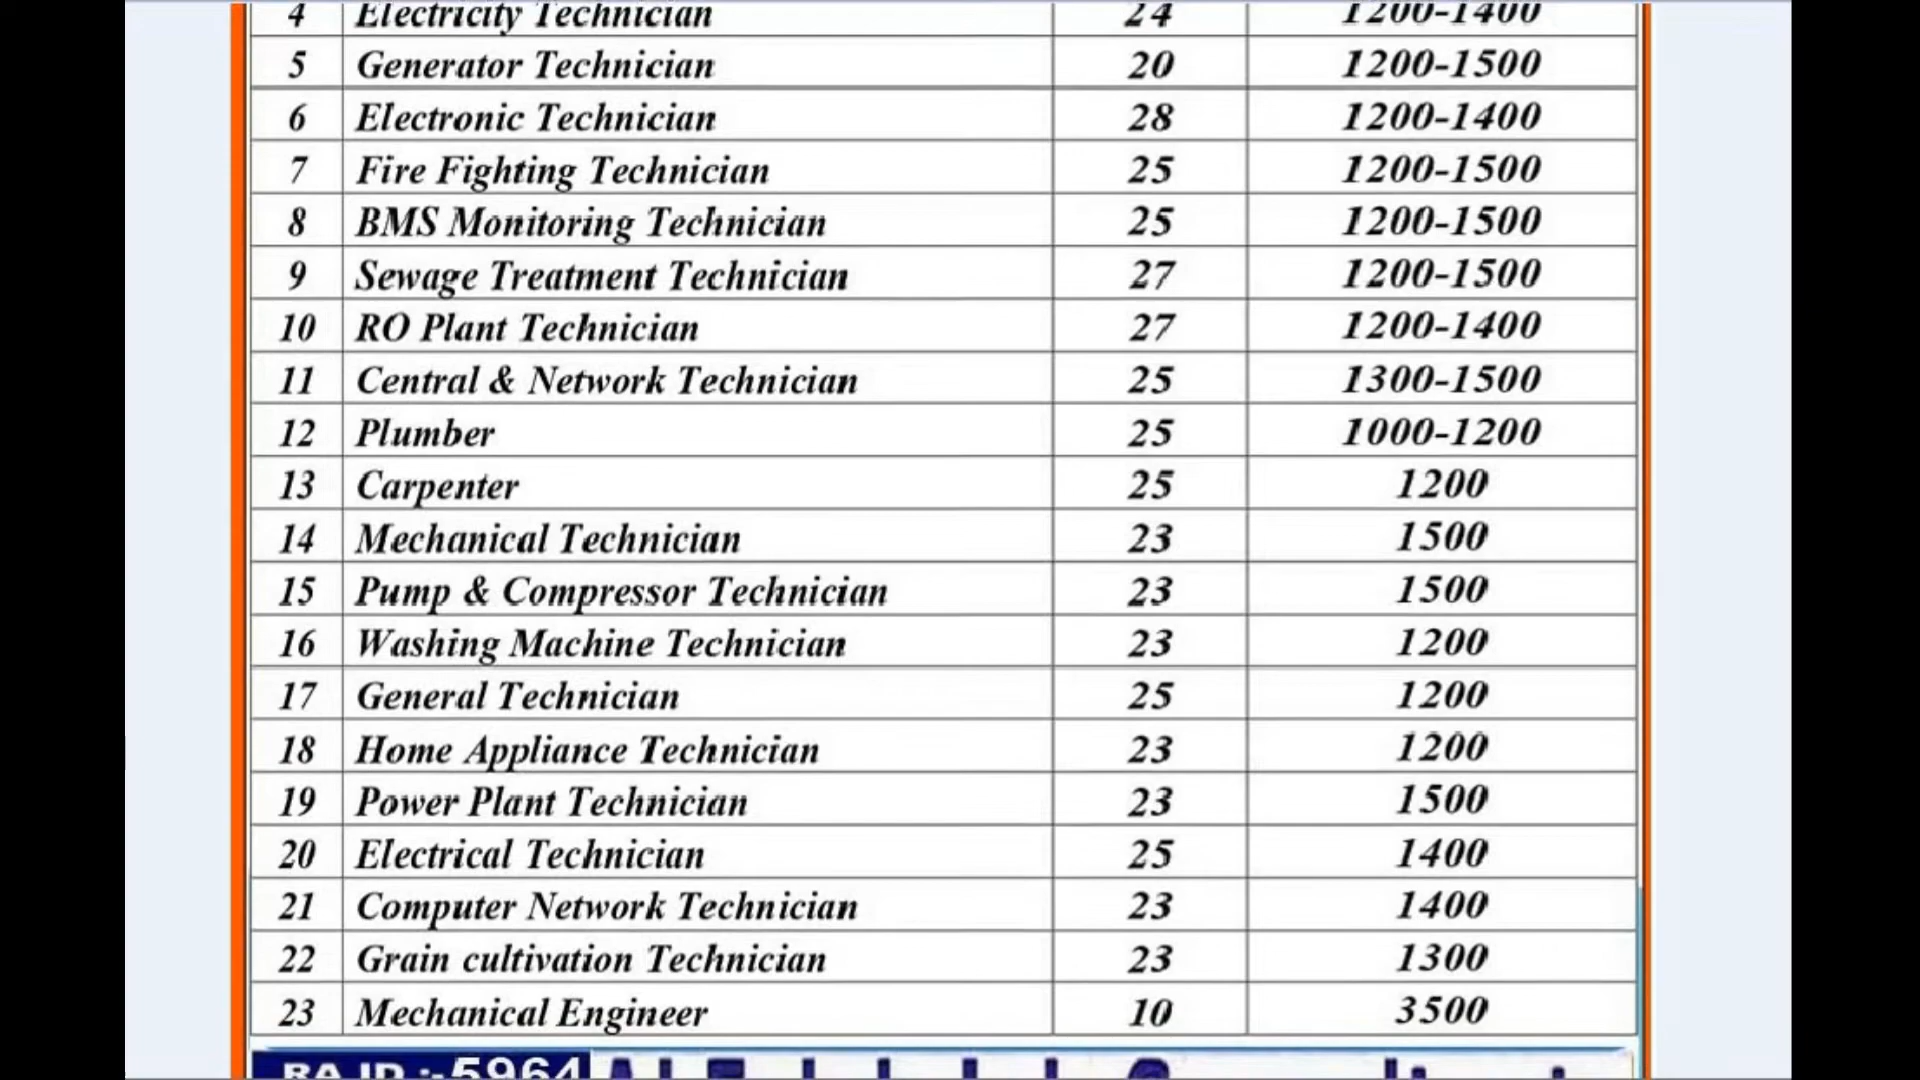 4 Electricity Technician 24 1200-1400
5 Generator Technician 20 1200-1500
6 Electronic Technician 28 1200-1400
7 Fire Fighting Technician 25 1200-1500
8 BMS Monitoring Technician 25 1200-1500
9 Sewage Treatment Technician 27 1200-1500
10 RO Plant Technician 27 1200-1400
11 Central & Network Technician 25 1300-1500
12 Plumber 25 1000-1200
13 Carpenter 25 1200
14 Mechanical Technician 23 1500
15 Pump & Compressor Technician 23 1500
16 Washing Machine Technician 23 1200
17 General Technician 25 1200
18 Home Appliance Technician 23 1200
19 Power Plant Technician 23 1500
20 Electrical Technician 25 1400
21 Computer Network Technician 23 1400
22 Grain cultivation Technician 23 1300
23 Mechanical Engineer 10 3500
RA ID :- 5964